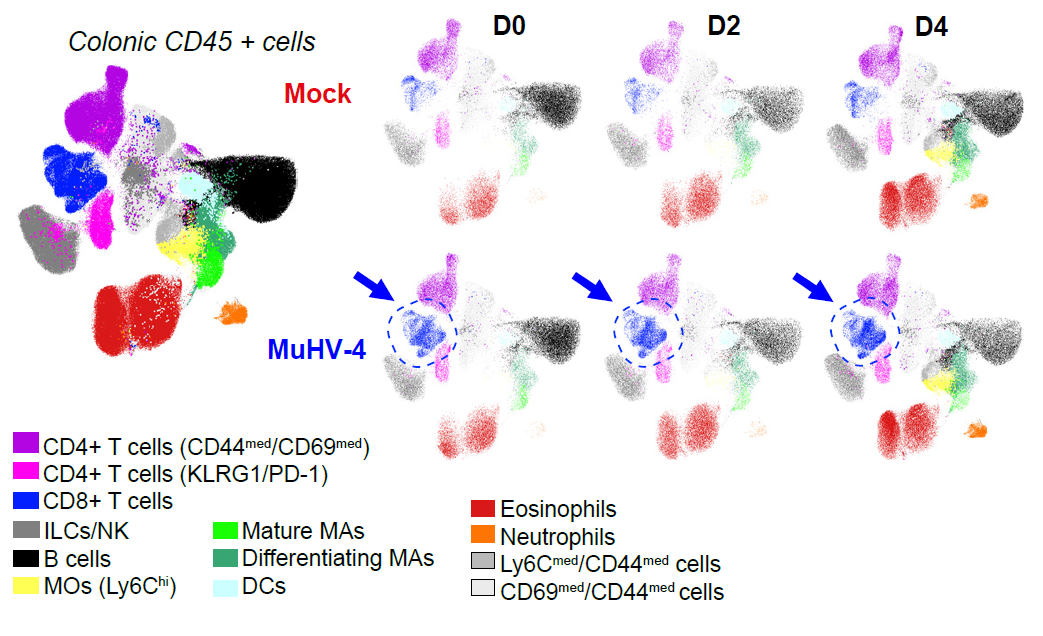 D0 D2 D4
Colonic CD45 + cells
Mock
MuHV-4
CD4+ T cells (CD44med/CD69med)
CD4+ T cells (KLRG1/PD-1)
CD8+ T cells
ILCs/NK
B cells
MOs (Ly6Chi)
Mature MAs
Differentiating MAs
DCs
Eosinophils
Neutrophils
Ly6Cmed/CD44med cells
CD69med/CD44med cells